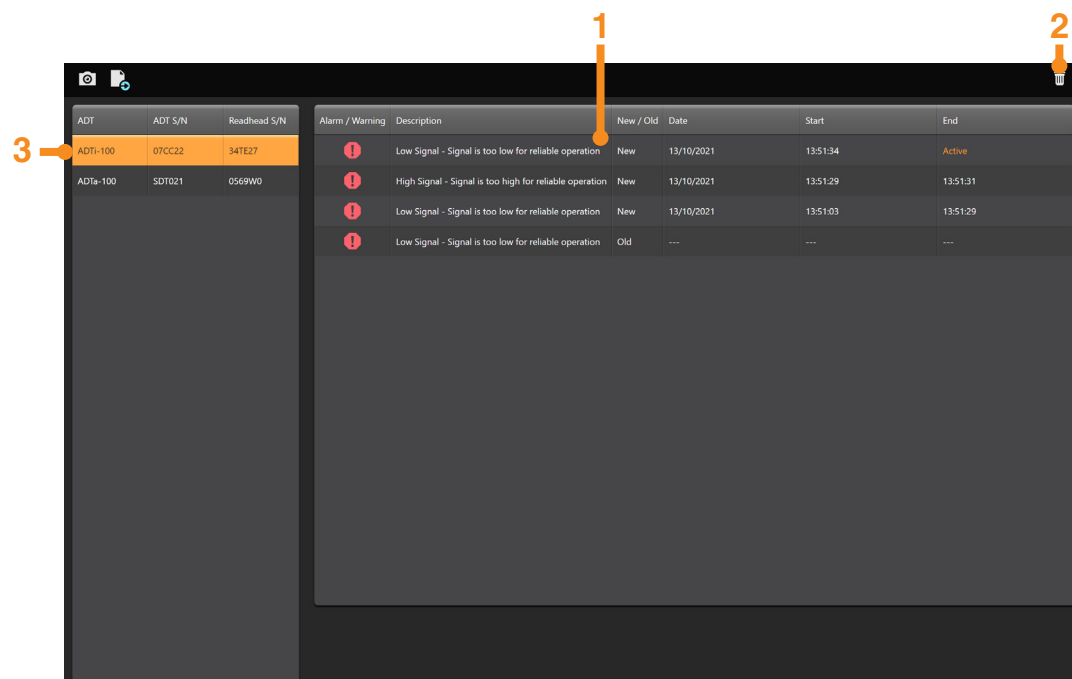 1 2
ADT ADT S/N Readhead S/N Alarm / Warning Description New / Old Date Start End
3 ADTi-100 07CC22 34TE27 Low Signal - Signal is too low for reliable operation New 13/10/2021 13:51:34 Active
ADTa-100 SDT021 0569W0 High Signal - Signal is too high for reliable operation New 13/10/2021 13:51:29 13:51:31
Low Signal - Signal is too low for reliable operation New 13/10/2021 13:51:03 13:51:29
Low Signal - Signal is too low for reliable operation Old --- --- ---